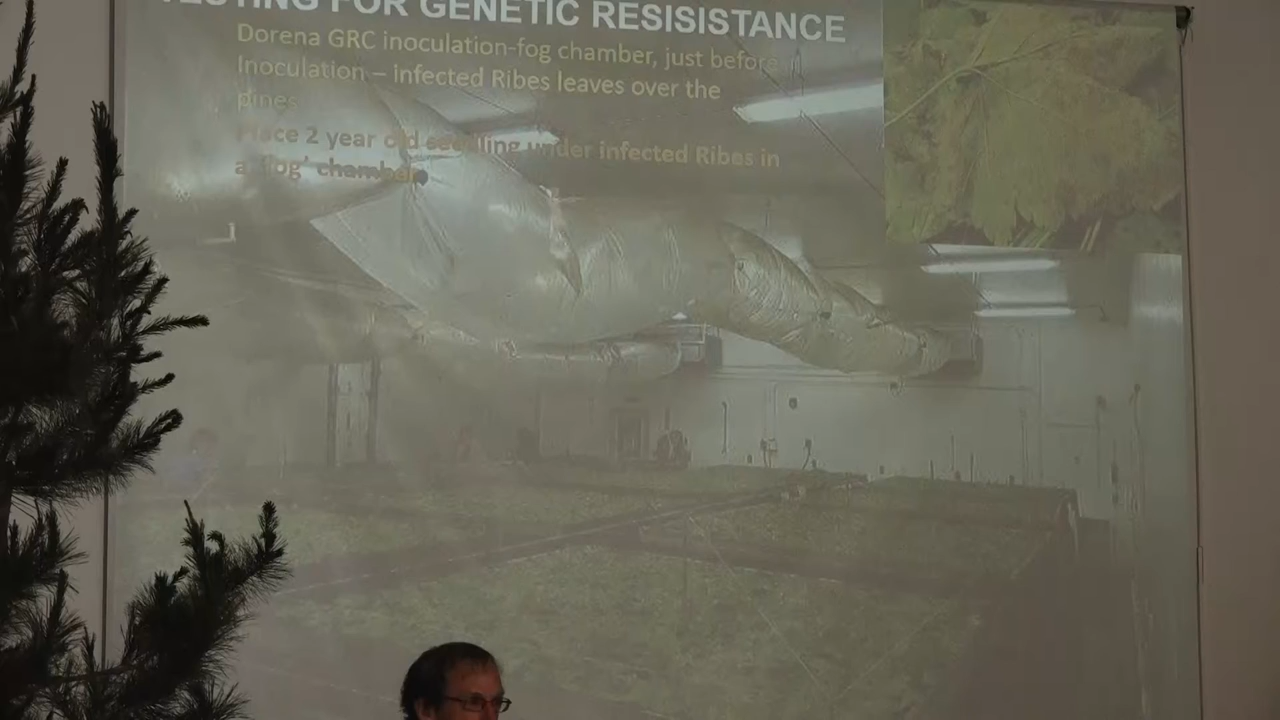 TESTING FOR GENETIC RESISISTANCE
Dorena GRC inoculation-fog chamber, just before
Inoculation – infected Ribes leaves over the
pines
Place 2 year old seedling under infected Ribes in
a 'fog' chamber